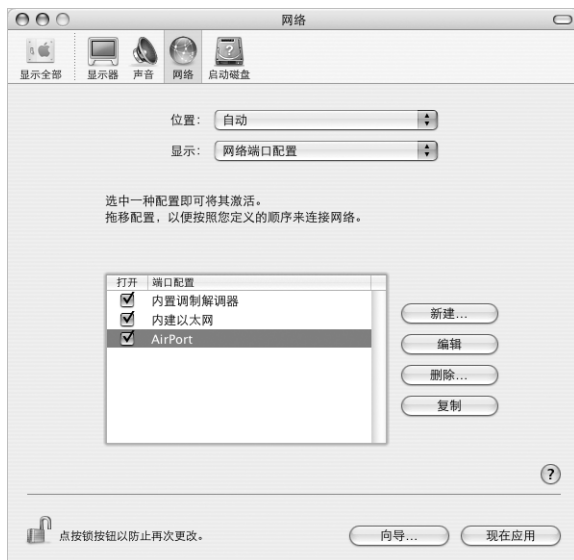 网络
显示全部 显示器 声音 网络 启动磁盘
位置： 自动
显示： 网络端口配置
选中一种配置即可将其激活。
拖移配置，以便按照您定义的顺序来连接网络。
打开 端口配置
内置调制解调器
内建以太网
AirPort
新建...
编辑
删除...
复制
?
点按锁按钮以防止再次更改。
向导... 现在应用